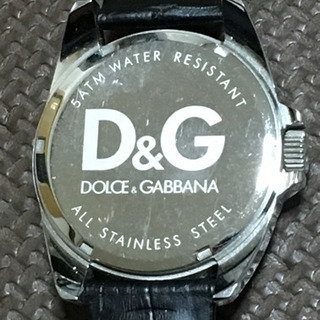 5ATM WATER RESISTANT
D&G
DOLCE & GABBANA
ALL STAINLESS STEEL